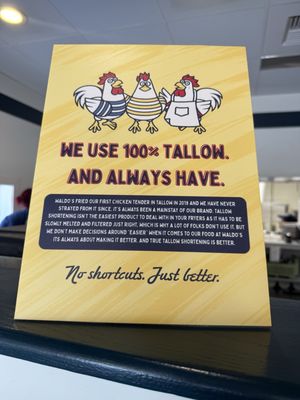 WE USE 100% TALLOW.
AND ALWAYS HAVE.
WALDO'S FRIED OUR FIRST CHICKEN TENDER IN TALLOW IN 2019 AND WE HAVE NEVER
STRAYED FROM IT SINCE. IT'S ALWAYS BEEN A MAINSTAY OF OUR BRAND. TALLOW
SHORTENING ISN'T THE EASIEST PRODUCT TO DEAL WITH IN YOUR FRYERS AS IT HAS TO BE
SLOWLY MELTED AND FILTERED JUST RIGHT, WHICH IS WHY A LOT OF FOLKS DON'T USE IT. BUT
WE DON'T MAKE DECISIONS AROUND "EASIER" WHEN IT COMES TO OUR FOOD AT WALDO'S
ITS ALWAYS ABOUT MAKING IT BETTER. AND TRUE TALLOW SHORTENING IS BETTER.
No shortcuts. Just better.